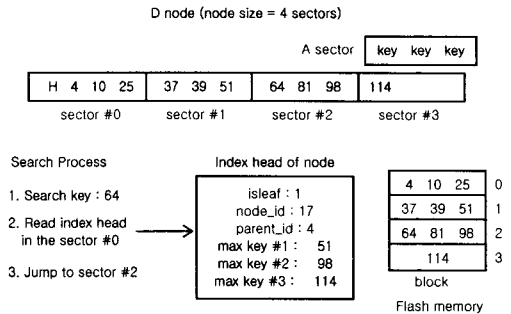 D node (node size = 4 sectors)
A sector key key key
H 4 10 25 37 39 51 64 81 98 114
sector #0 sector #1 sector #2 sector #3
Search Process
1. Search key : 64
2. Read index head
in the sector #0
3. Jump to sector #2
Index head of node
isleaf : 1
node_id : 17
parent_id : 4
max key #1 : 51
max key #2 : 98
max key #3 : 114
4 10 25 0
37 39 51 1
64 81 98 2
114 3
block
Flash memory